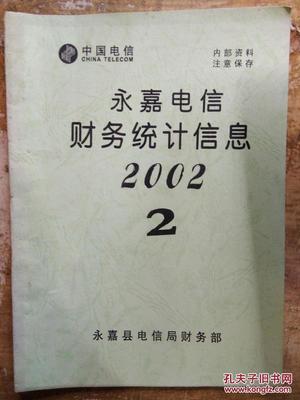 中国电信
CHINA TELECOM
内部资料
注意保存
永嘉电信
财务统计信息
2002
2
永嘉县电信局财务部
孔夫子旧书网